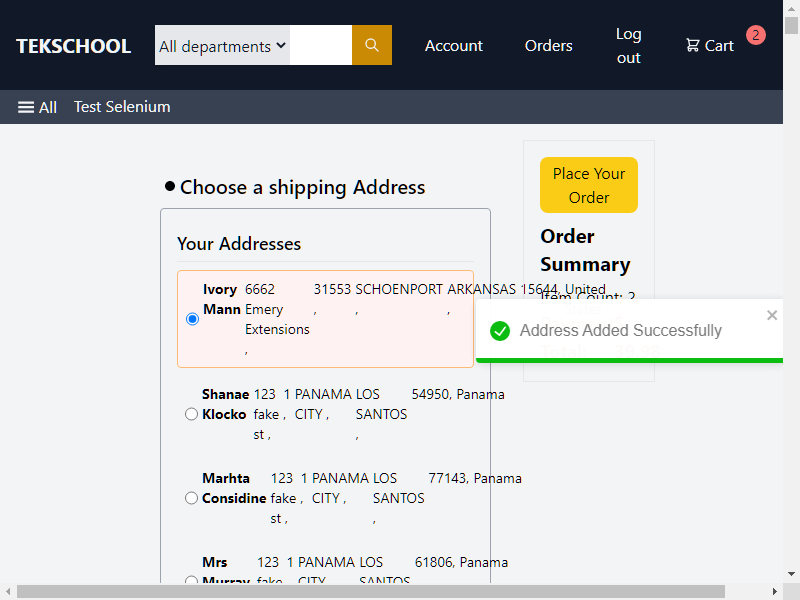 TEKSCHOOL
All departments
Account
Orders
Log
out
Cart
2
All
Test Selenium
Choose a shipping Address
Place Your
Order
Order
Summary
Item Count: 2
Your Addresses
Ivory 6662 31553 SCHOENPORT ARKANSAS 15644, United
Mann Emery , , ,
Extensions
,
Address Added Successfully
Shanae 123 1 PANAMA LOS 54950, Panama
Klocko fake , CITY , SANTOS
st , ,
Marhta 123 1 PANAMA LOS 77143, Panama
Considine fake , CITY , SANTOS
st , ,
Mrs 123 1 PANAMA LOS 61806, Panama
Murray fake , CITY , SANTOS